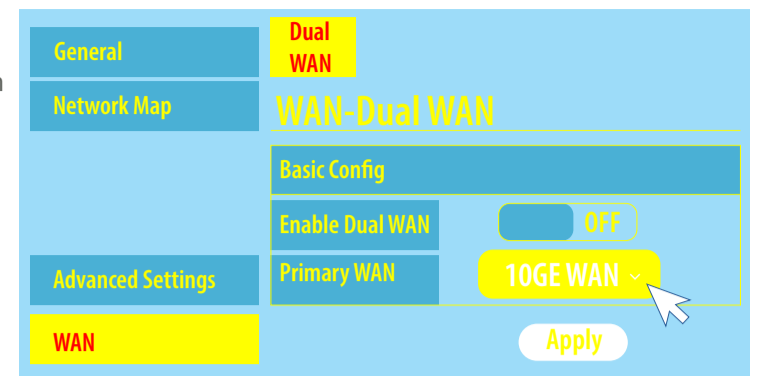 General
Dual
WAN
Network Map
WAN-Dual WAN
Basic Config
Enable Dual WAN
OFF
Advanced Settings
Primary WAN
10GE WAN
WAN
Apply